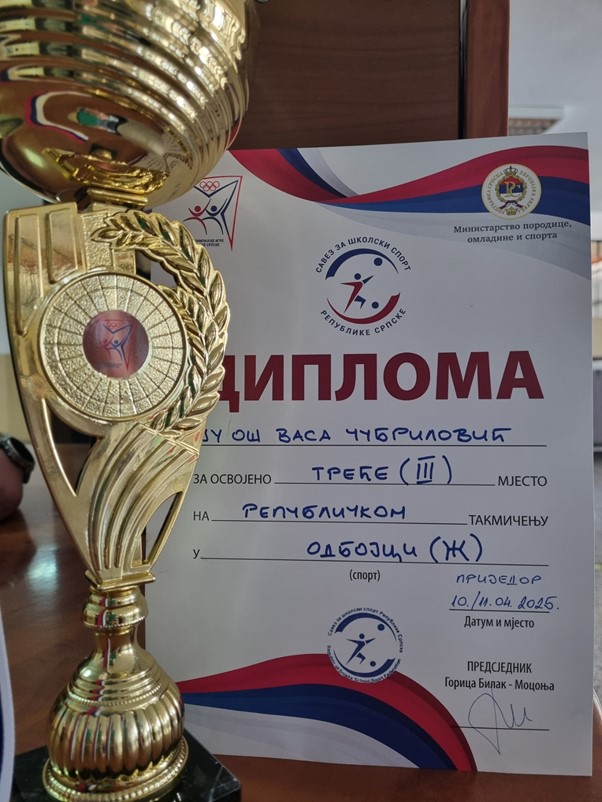 Министарство породице,
омладине и спорта
САВЕЗ ЗА ШКОЛСКИ СПОРТ
РЕПУБЛИКЕ СРПСКЕ
ДИПЛОМА
ЈУ ОШ ВАСА ЧУБРИЛОВИЋ
ЗА ОСВОЈЕНО ТРЕЋЕ (III) МЈЕСТО
НА РЕПУБЛИЧКОМ ТАКМИЧЕЊУ
У ОДБОЈЦИ (Ж)
(спорт)
ПРИЈЕДОР
10./11.04.2025.
Датум и мјесто
ПРЕДСЈЕДНИК
Горица Билак - Моцоња